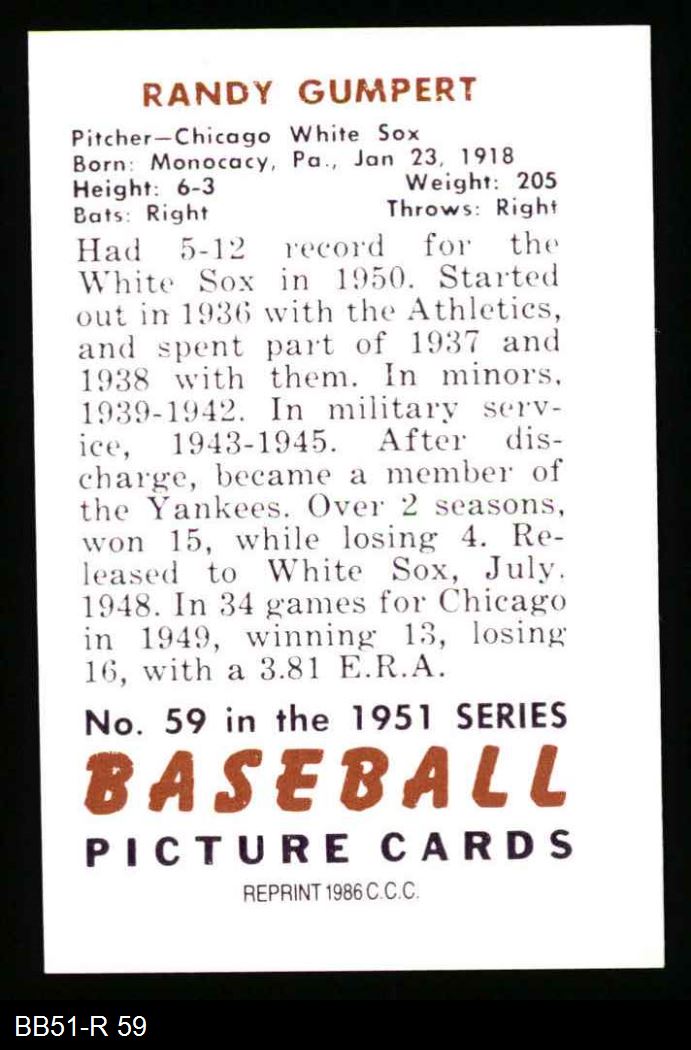 RANDY GUMPERT
Pitcher—Chicago White Sox
Born: Monocacy, Pa., Jan 23, 1918
Height: 6-3 Weight: 205
Bats: Right Throws: Right
Had 5-12 record for the
White Sox in 1950. Started
out in 1936 with the Athletics,
and spent part of 1937 and
1938 with them. In minors,
1939-1942. In military serv-
ice, 1943-1945. After dis-
charge, became a member of
the Yankees. Over 2 seasons,
won 15, while losing 4. Re-
leased to White Sox, July,
1948. In 34 games for Chicago
in 1949, winning 13, losing
16, with a 3.81 E.R.A.
No. 59 in the 1951 SERIES
BASEBALL
PICTURE CARDS
REPRINT 1986 C.C.C.
BB51-R 59